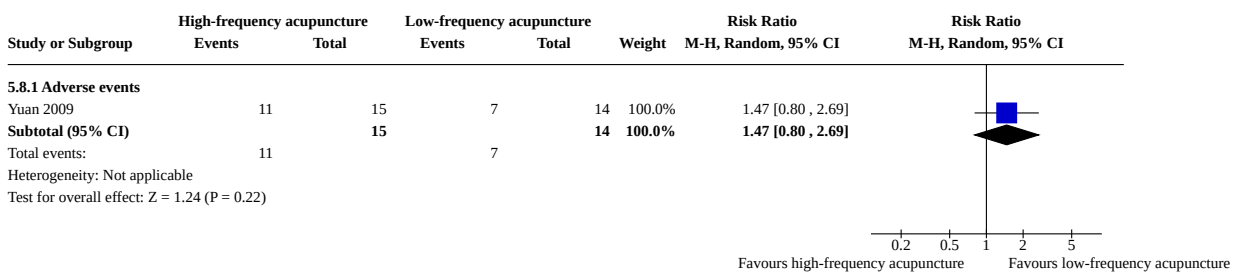 High-frequency acupuncture Low-frequency acupuncture Risk Ratio Risk Ratio
Study or Subgroup Events Total Events Total Weight M-H, Random, 95% CI M-H, Random, 95% CI
5.8.1 Adverse events
Yuan 2009 11 15 7 14 100.0% 1.47 [0.80 , 2.69]
Subtotal (95% CI) 15 14 100.0% 1.47 [0.80 , 2.69]
Total events: 11 7
Heterogeneity: Not applicable
Test for overall effect: Z = 1.24 (P = 0.22)
0.2 0.5 1 2 5
Favours high-frequency acupuncture Favours low-frequency acupuncture